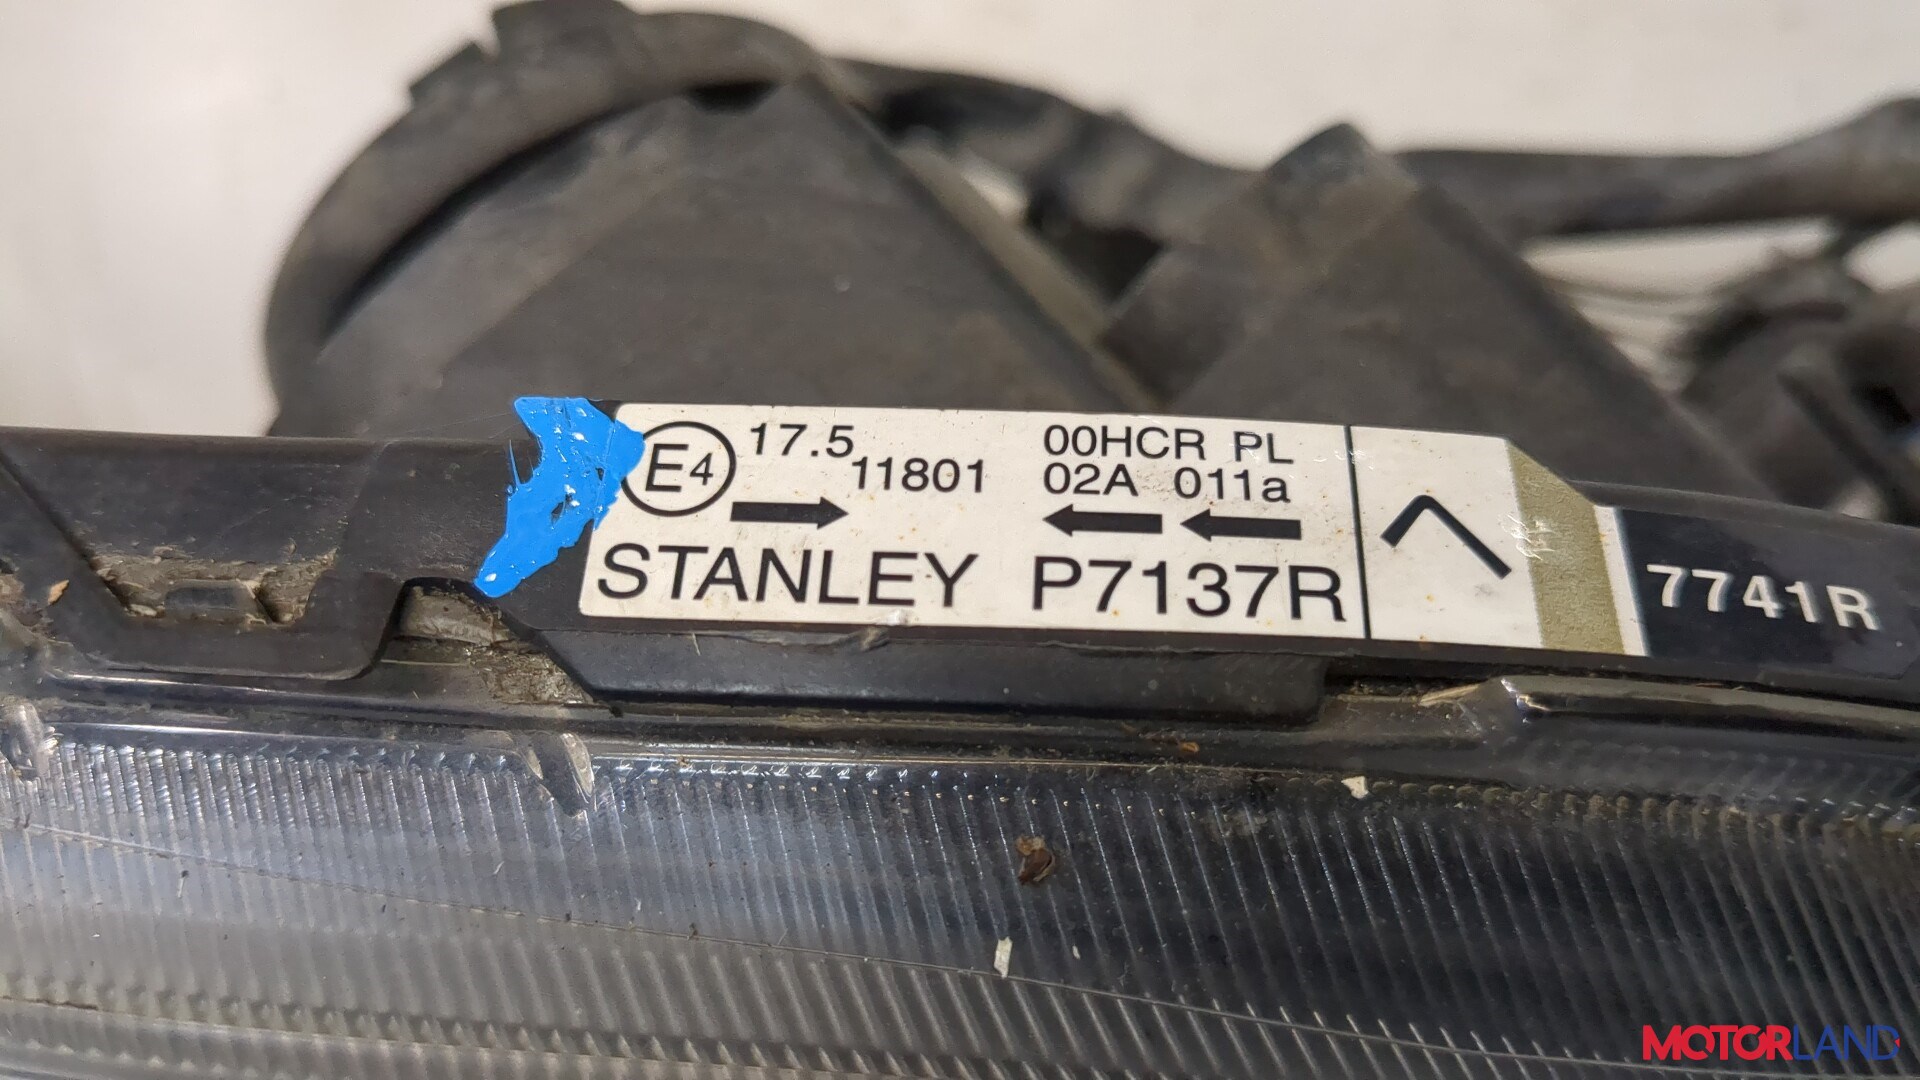 E4 17.5 11801 00HCR PL
02A 011a
STANLEY P7137R
7741R
MOTORLAND